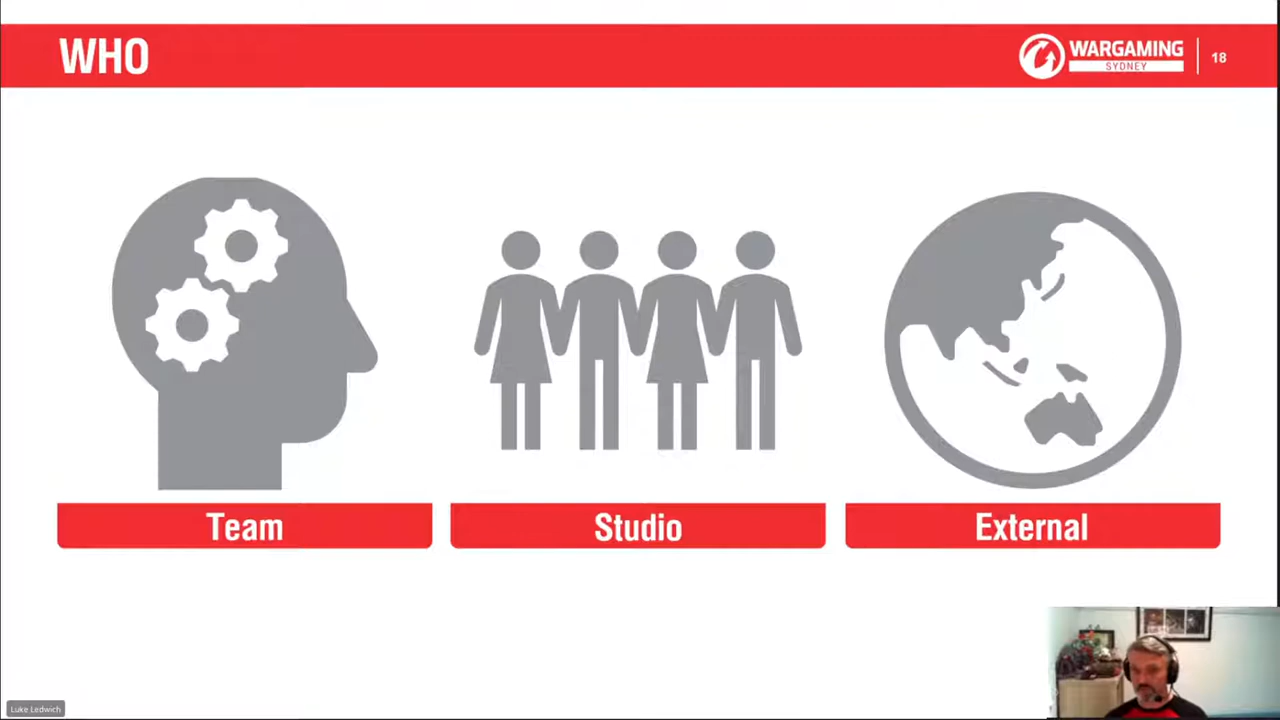 WHO
WARGAMING
SYDNEY
18
Team
Studio
External
Luke Ledwich